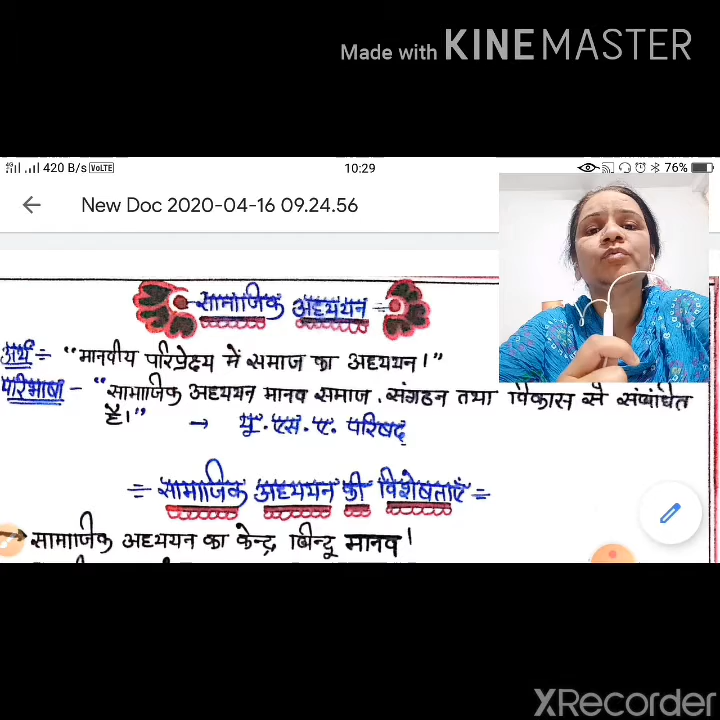 Made with KINEMASTER
420 B/s VoLTE 10:29 76%
New Doc 2020-04-16 09.24.56
सामाजिक अध्ययन
अर्थ = "मानवीय परिप्रेक्ष्य में समाज का अध्ययन।"
परिभाषा - "सामाजिक अध्ययन मानव समाज, संगठन तथा विकास से संबंधित
है।" → यू.एस.ए. परिषद
= सामाजिक अध्ययन की विशेषताएँ =
→ सामाजिक अध्ययन का केन्द्र बिन्दू मानव।
XRecorder